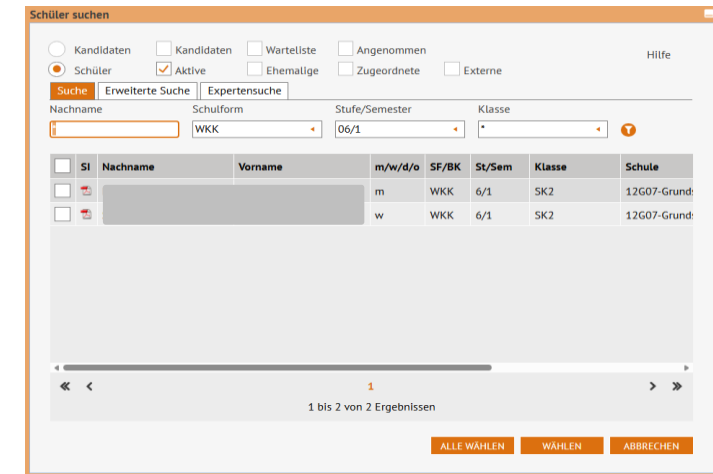 Schüler suchen
Kandidaten Kandidaten Warteliste Angenommen
Hilfe
Schüler Aktive Ehemalige Zugeordnete Externe
Suche Erweiterte Suche Expertensuche
Nachname Schulform Stufe/Semester Klasse
WKK 06/1 *
SI Nachname Vorname m/w/d/o SF/BK St/Sem Klasse Schule
m WKK 6/1 SK2 12G07-Grunds
w WKK 6/1 SK2 12G07-Grunds
1
1 bis 2 von 2 Ergebnissen
ALLE WÄHLEN WÄHLEN ABBRECHEN